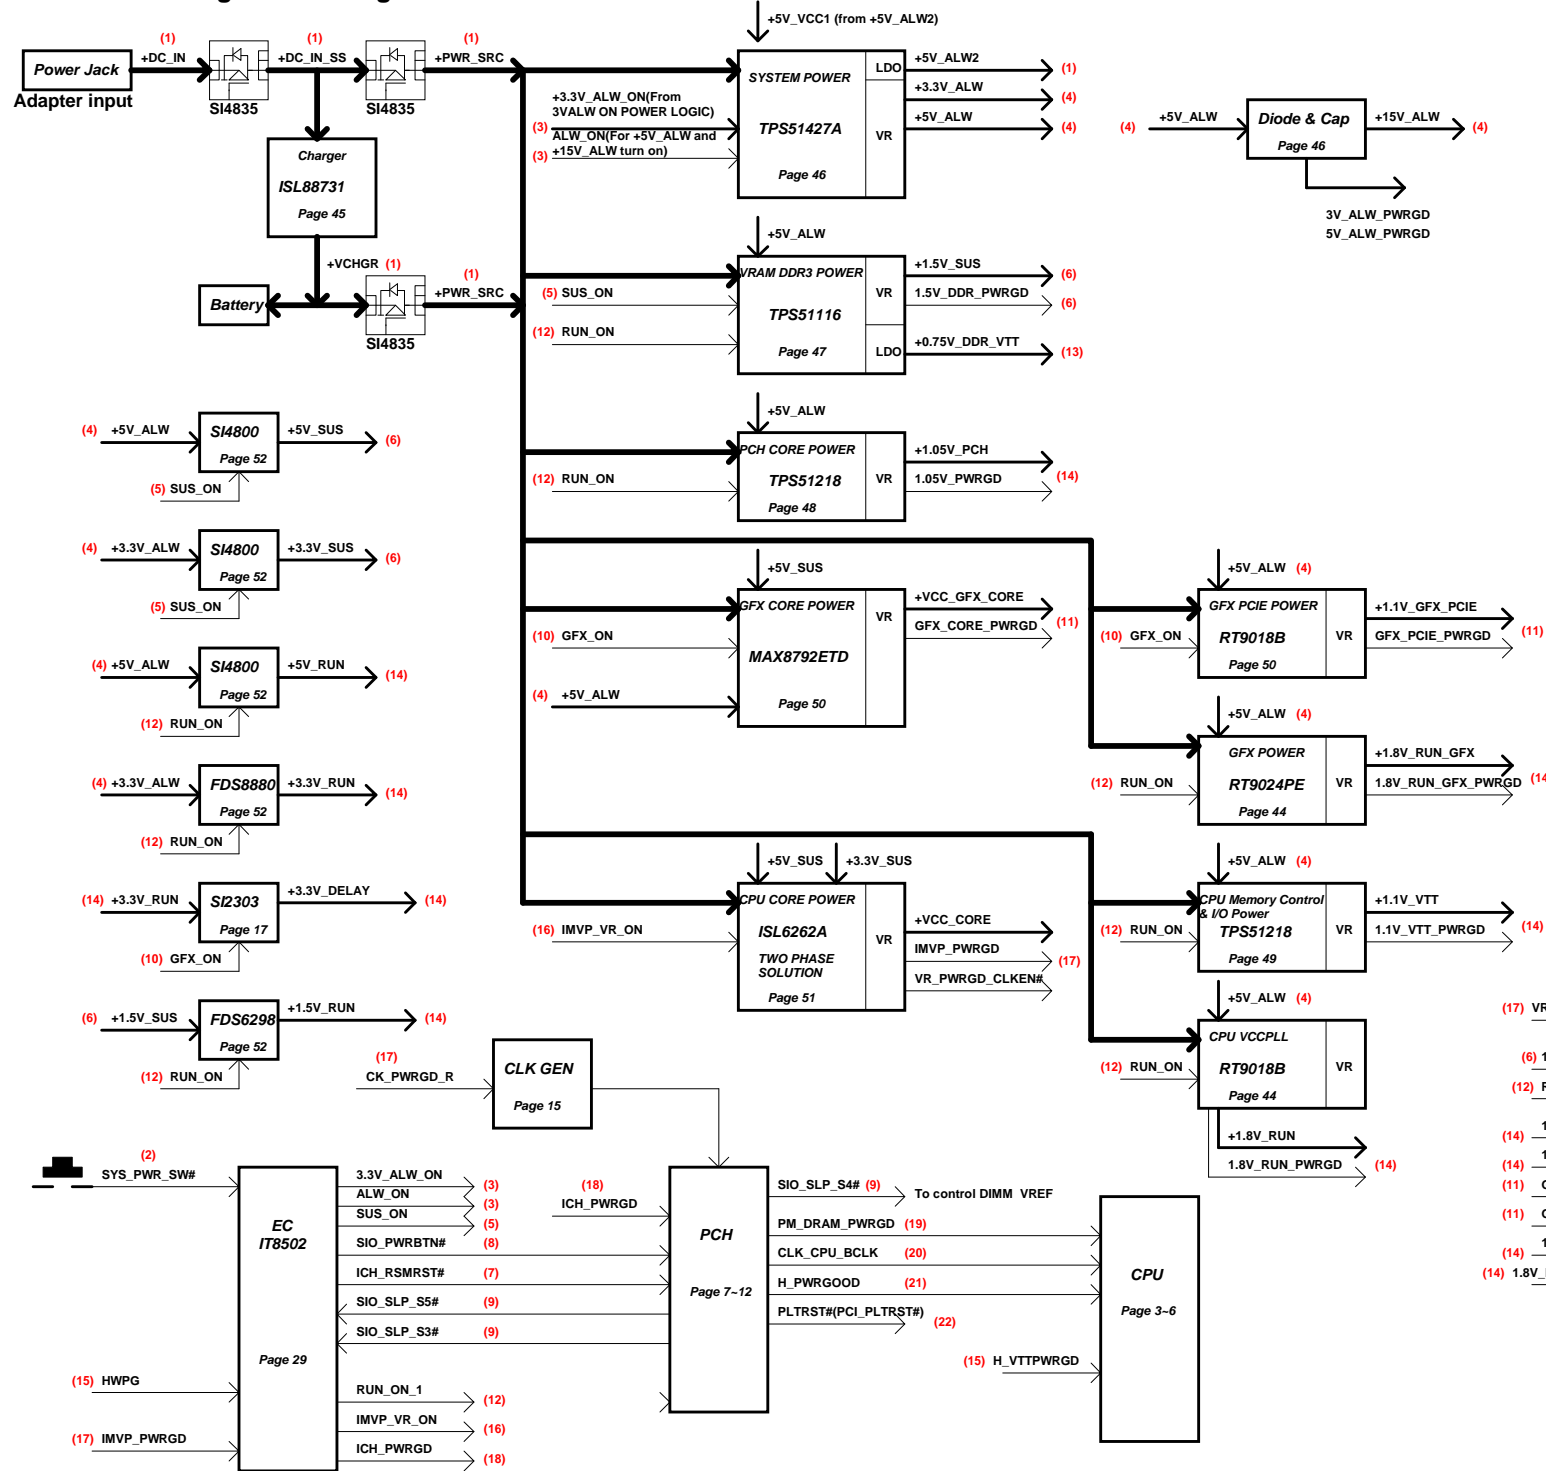 +5V_VCC1 (from +5V_ALW2)
(1)
(1)
(1)
+DC_IN
+DC_IN_SS
+PWR_SRC
Power Jack
Adapter input
SI4835
SI4835
SYSTEM POWER
TPS51427A
Page 46
LDO
VR
+5V_ALW2
(1)
+3.3V_ALW
(4)
+5V_ALW
(4)
+3.3V_ALW_ON(From
3VALW ON POWER LOGIC)
(3)
ALW_ON(For +5V_ALW and
(3) +15V_ALW turn on)
(4)
+5V_ALW
Diode & Cap
Page 46
+15V_ALW
(4)
3V_ALW_PWRGD
5V_ALW_PWRGD
Charger
ISL88731
Page 45
+VCHGR (1)
(1)
+PWR_SRC
Battery
SI4835
+5V_ALW
VRAM DDR3 POWER
TPS51116
Page 47
VR
LDO
(5) SUS_ON
(12) RUN_ON
+1.5V_SUS
(6)
1.5V_DDR_PWRGD
(6)
+0.75V_DDR_VTT
(13)
(4) +5V_ALW
SI4800
Page 52
+5V_SUS
(6)
(5) SUS_ON
+5V_ALW
PCH CORE POWER
TPS51218
Page 48
VR
(12) RUN_ON
+1.05V_PCH
1.05V_PWRGD
(14)
(4) +3.3V_ALW
SI4800
Page 52
+3.3V_SUS
(6)
(5) SUS_ON
+5V_SUS
GFX CORE POWER
MAX8792ETD
Page 50
VR
(10) GFX_ON
(4) +5V_ALW
+VCC_GFX_CORE
GFX_CORE_PWRGD
(11)
+5V_ALW (4)
GFX PCIE POWER
RT9018B
Page 50
VR
(10) GFX_ON
+1.1V_GFX_PCIE
GFX_PCIE_PWRGD
(11)
(4) +5V_ALW
SI4800
Page 52
+5V_RUN
(14)
(12) RUN_ON
+5V_ALW (4)
GFX POWER
RT9024PE
Page 44
VR
(12) RUN_ON
+1.8V_RUN_GFX
1.8V_RUN_GFX_PWRGD
(14
(4) +3.3V_ALW
FDS8880
Page 52
+3.3V_RUN
(14)
(12) RUN_ON
+5V_SUS
+3.3V_SUS
CPU CORE POWER
ISL6262A
TWO PHASE
SOLUTION
Page 51
VR
(16) IMVP_VR_ON
+VCC_CORE
IMVP_PWRGD
(17)
VR_PWRGD_CLKEN#
+5V_ALW (4)
CPU Memory Control
& I/O Power
TPS51218
Page 49
VR
(12) RUN_ON
+1.1V_VTT
1.1V_VTT_PWRGD
(14)
(14) +3.3V_RUN
SI2303
Page 17
+3.3V_DELAY
(14)
(10) GFX_ON
+5V_ALW (4)
CPU VCCPLL
RT9018B
Page 44
VR
(12) RUN_ON
+1.8V_RUN
1.8V_RUN_PWRGD
(14)
(6) +1.5V_SUS
FDS6298
Page 52
+1.5V_RUN
(14)
(12) RUN_ON
(17)
CK_PWRGD_R
CLK GEN
Page 15
(17) VR
(6) 1
(12)
(14) 1
(14) 1
(11)
(11)
(14) 1
(14) 1.8V_
(2)
SYS_PWR_SW#
EC
IT8502
Page 29
3.3V_ALW_ON
(3)
ALW_ON
(3)
SUS_ON
(5)
SIO_PWRBTN#
(8)
ICH_RSMRST#
(7)
SIO_SLP_S5#
(9)
SIO_SLP_S3#
(9)
(15) HWPG
(17) IMVP_PWRGD
RUN_ON_1
(12)
IMVP_VR_ON
(16)
ICH_PWRGD
(18)
(18)
ICH_PWRGD
PCH
Page 7~12
SIO_SLP_S4# (9)
To control DIMM VREF
PM_DRAM_PWRGD (19)
CLK_CPU_BCLK (20)
H_PWRGOOD (21)
PLTRST#(PCI_PLTRST#)
(22)
(15) H_VTTPWRGD
CPU
Page 3~6